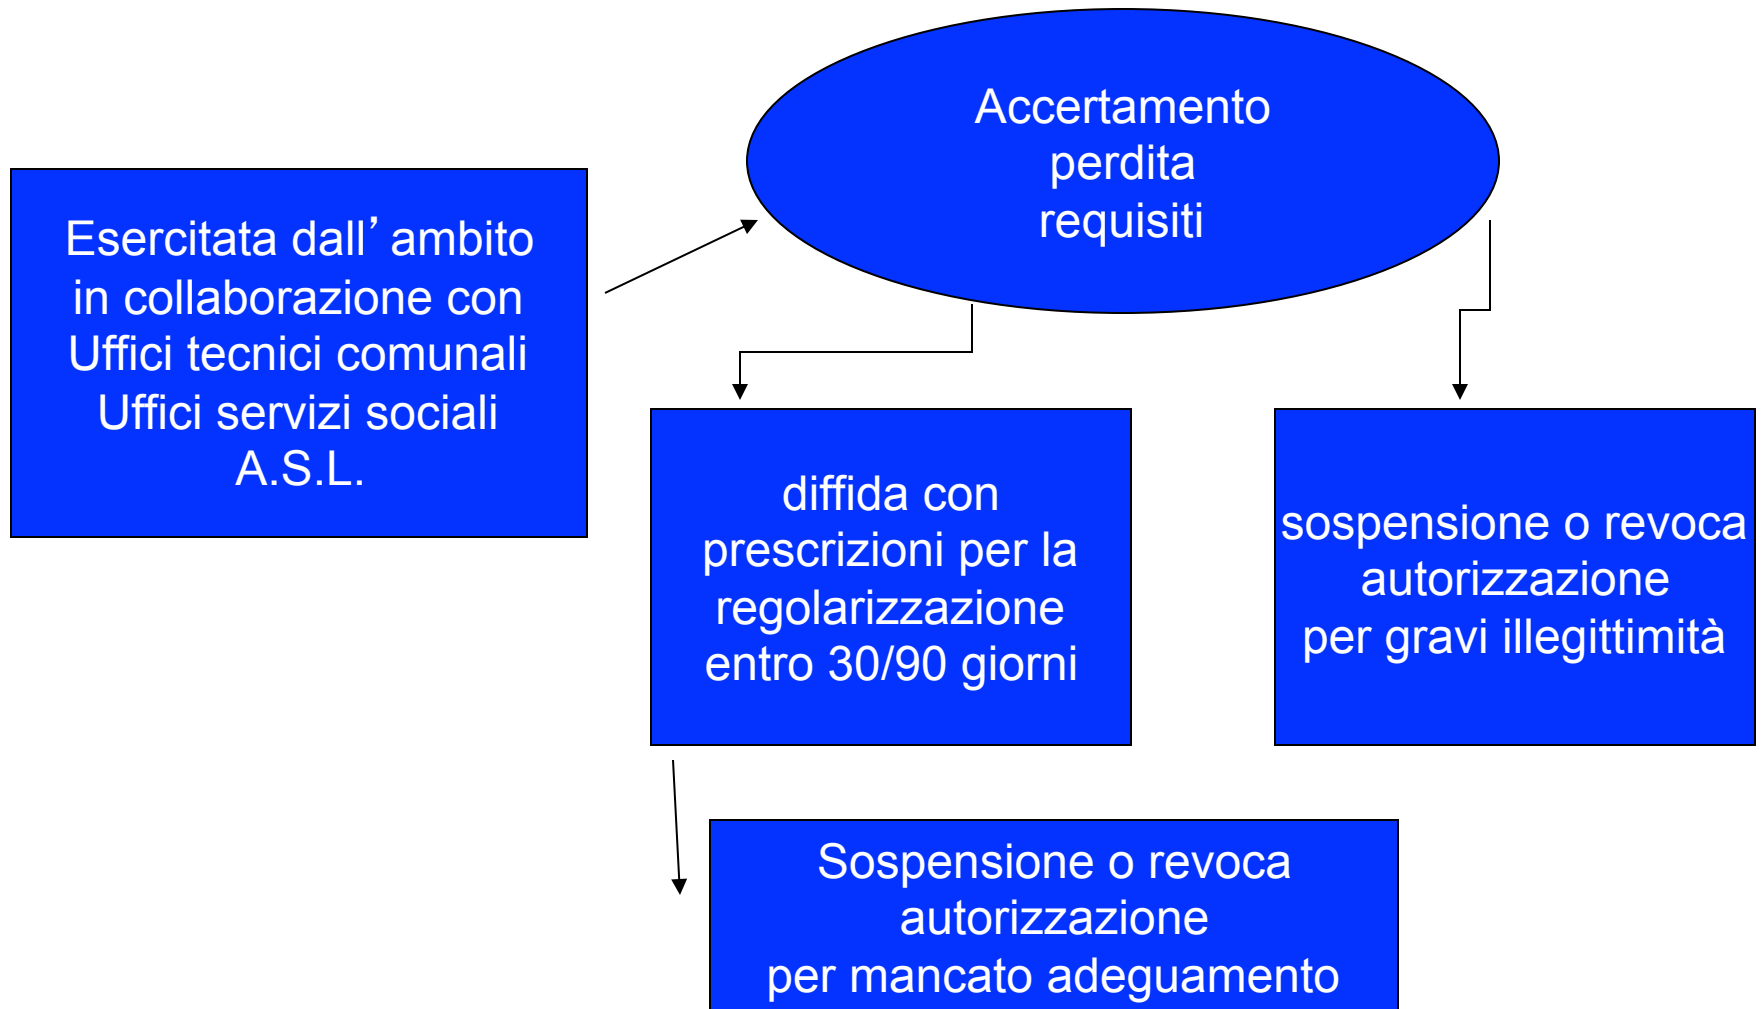 Accertamento
perdita
requisiti
Esercitata dall’ ambito
in collaborazione con
Uffici tecnici comunali
Uffici servizi sociali
A.S.L.
diffida con
prescrizioni per la
regolarizzazione
entro 30/90 giorni
sospensione o revoca
autorizzazione
per gravi illegittimità
Sospensione o revoca
autorizzazione
per mancato adeguamento